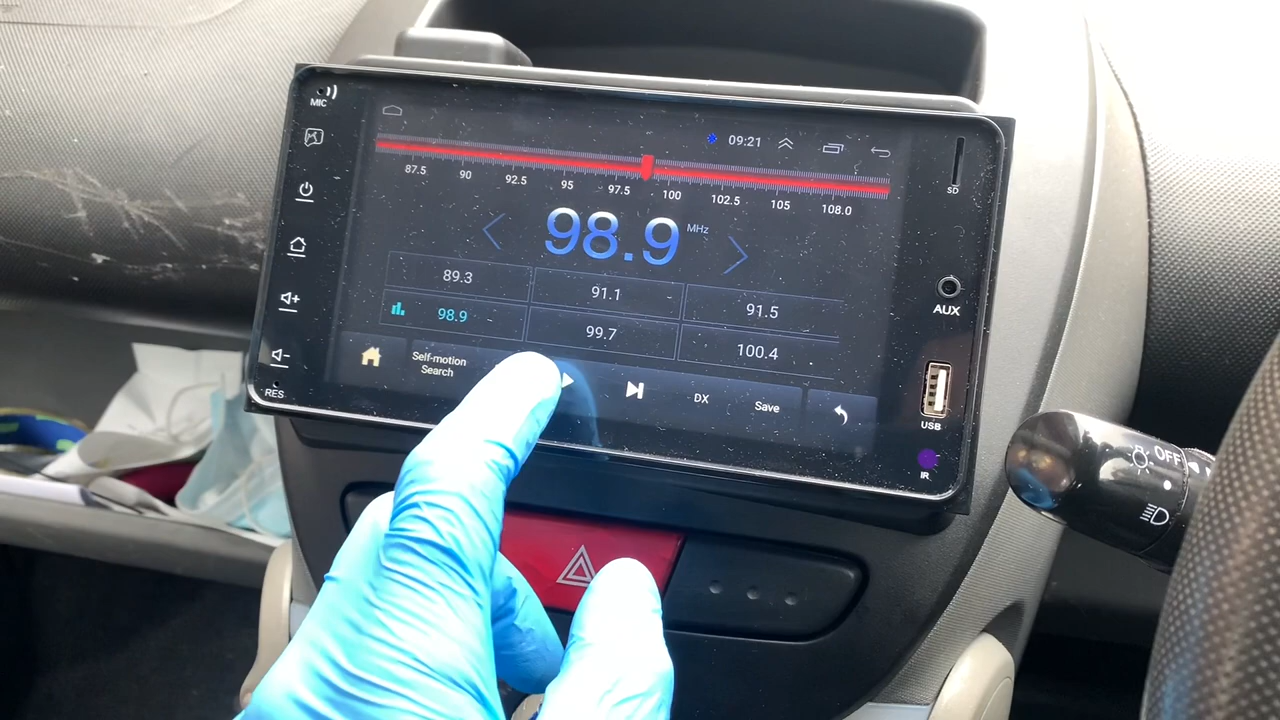 MIC
09:21
SD
87.5 90 92.5 95 97.5 100 102.5 105 108.0
98.9 MHz
89.3 91.1 91.5
98.9 99.7 100.4
AUX
Self-motion
Search
DX
Save
RES
USB
IR
OFF